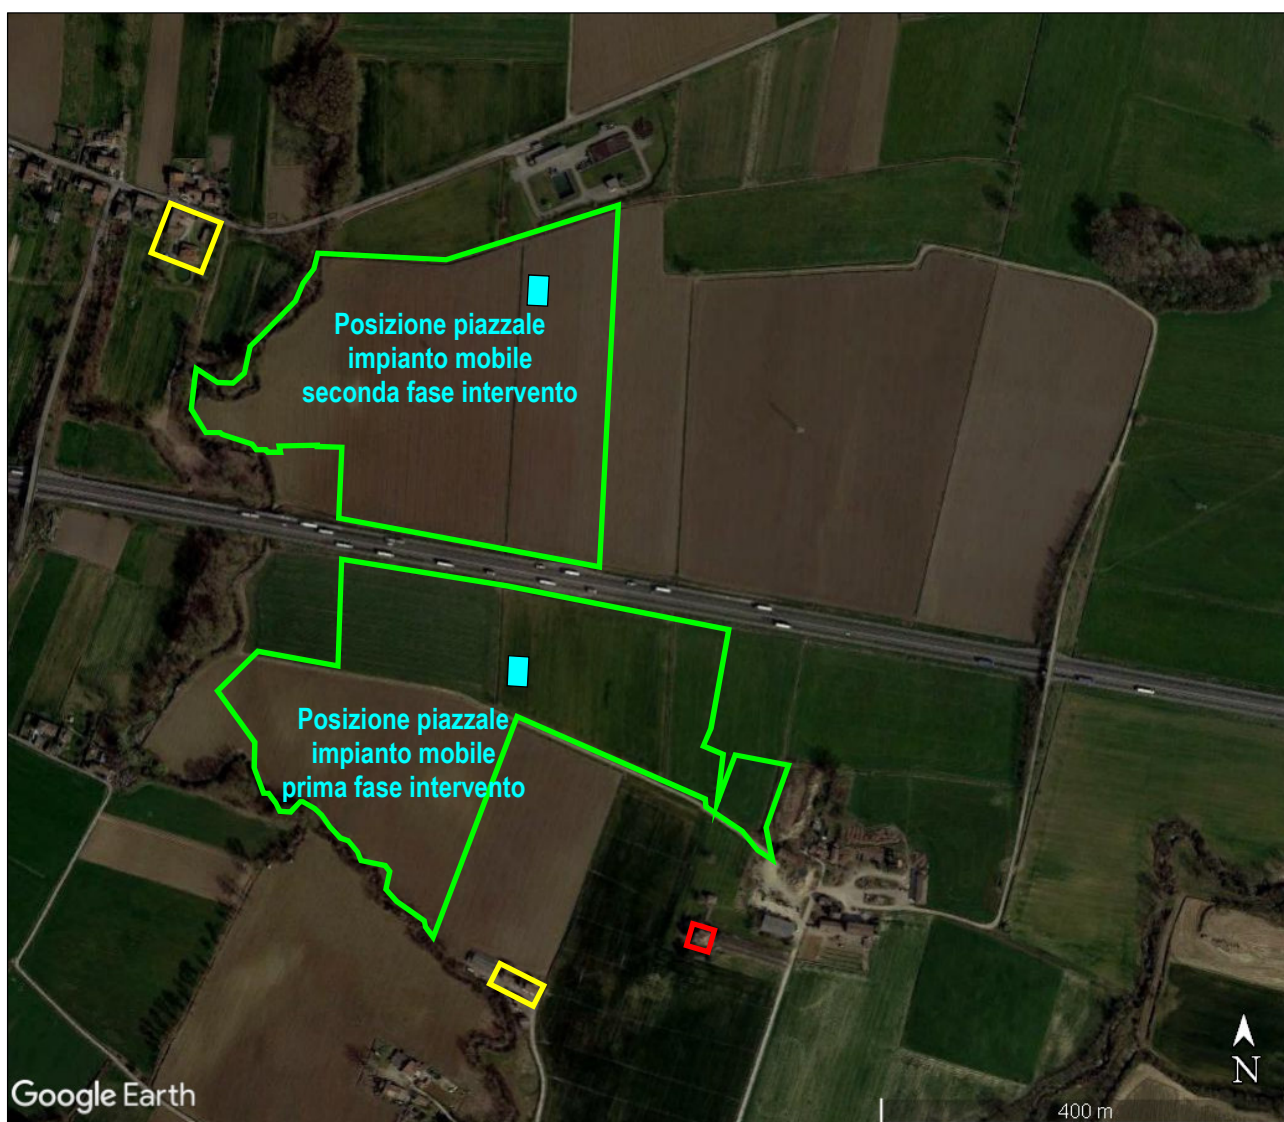 Posizione piazzale
impianto mobile
seconda fase intervento
Posizione piazzale
impianto mobile
prima fase intervento
N
Google Earth
400 m